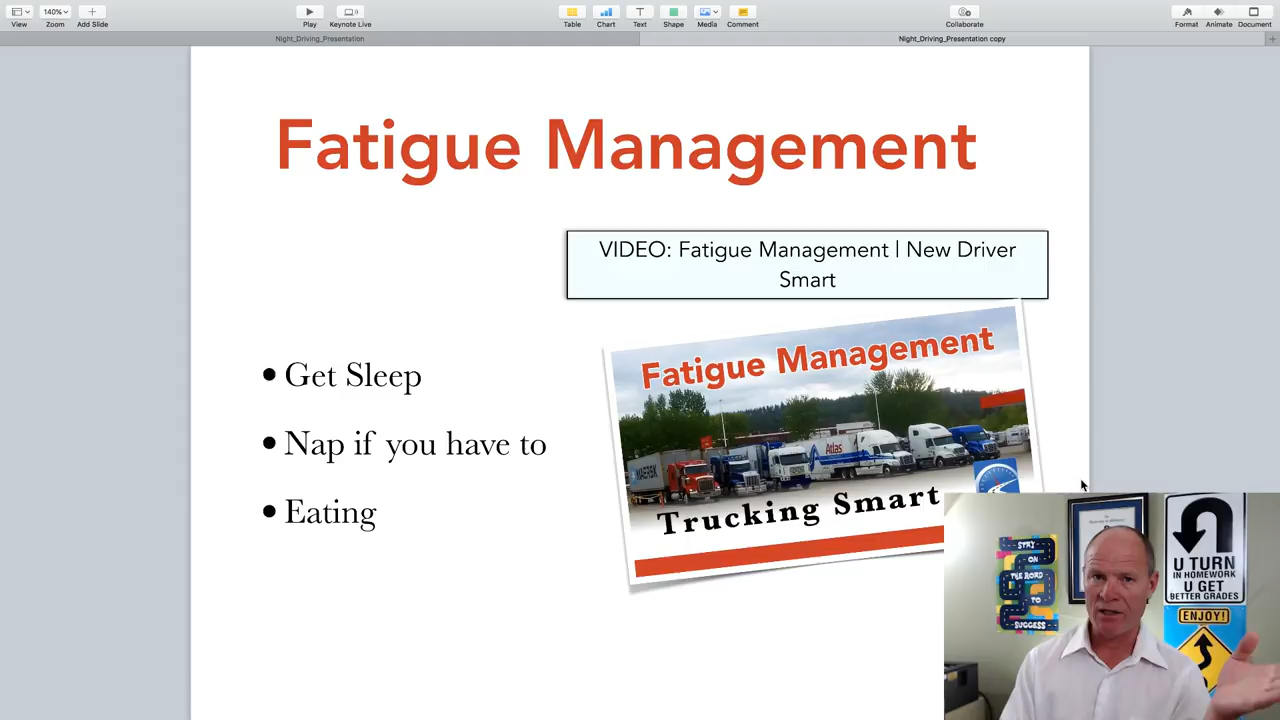 View
140%
Zoom
Add Slide
Play
Keynote Live
Table
Chart
Text
Shape
Media
Comment
Collaborate
Format
Animate
Document
Night_Driving_Presentation
Night_Driving_Presentation copy
Fatigue Management
VIDEO: Fatigue Management | New Driver
Smart
• Get Sleep
• Nap if you have to
• Eating
Fatigue Management
MAERSK
Atlas
Trucking Smart
STAY
ON
THE ROAD
TO
SUCCESS
U TURN
IN HOMEWORK
U GET
BETTER GRADES
ENJOY!